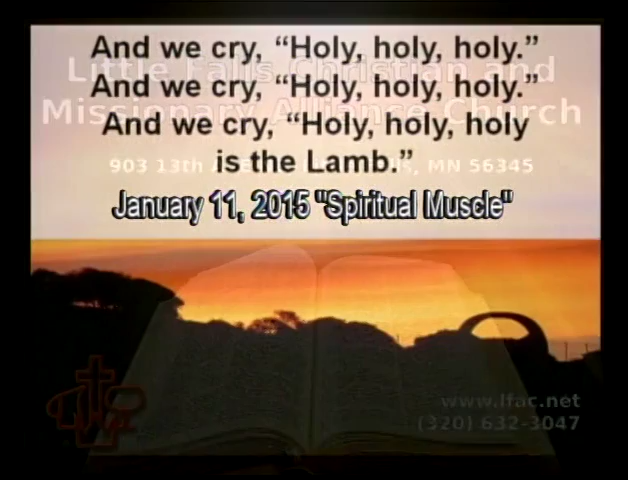 And we cry, “Holy, holy, holy.”
Little Falls Christian and
And we cry, “Holy, holy, holy.”
Missionary Alliance Church
And we cry, “Holy, holy, holy
is the Lamb.”
903 13th MN 56345
January 11, 2015 "Spiritual Muscle"
www.lfac.net
(320) 632-3047